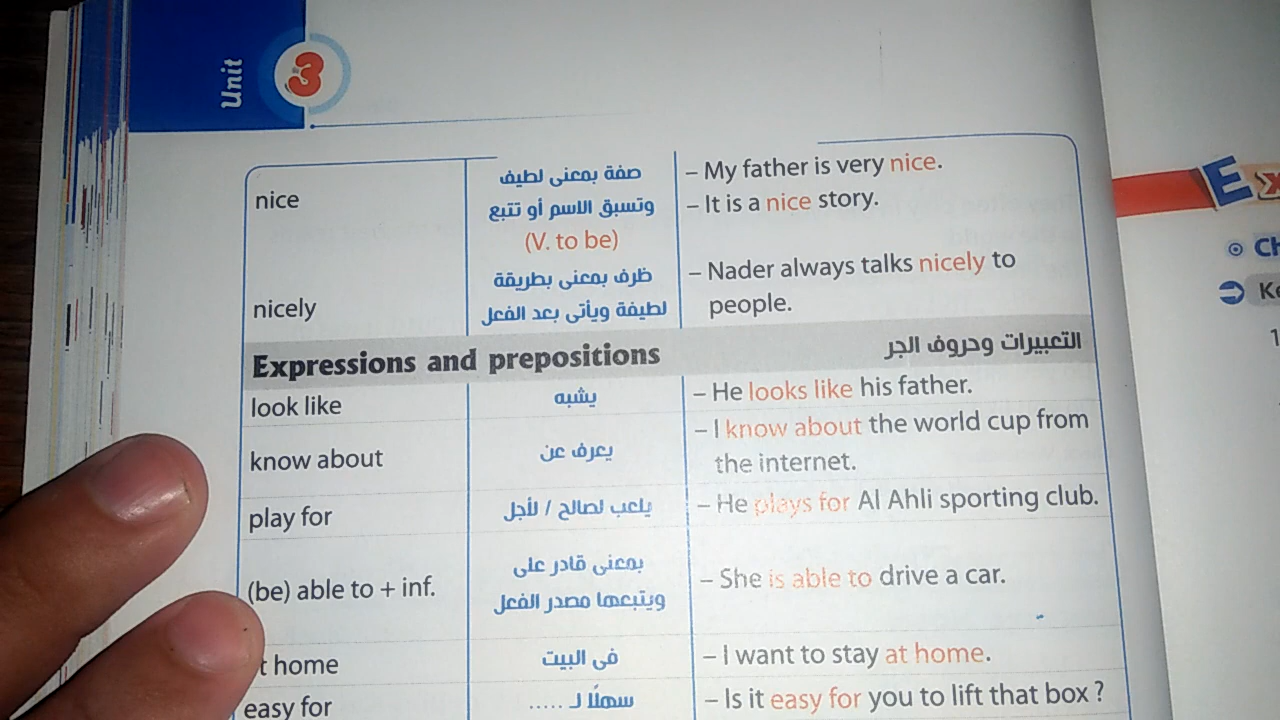 Unit
3
nice
صفة بمعنى لطيف
وتسبق الاسم أو تتبع
(V. to be)
– My father is very nice.
– It is a nice story.
nicely
ظرف بمعنى بطريقة
لطيفة ويأتى بعد الفعل
– Nader always talks nicely to
people.
Expressions and prepositions
التعبيرات وحروف الجر
look like
يشبه
– He looks like his father.
know about
يعرف عن
– I know about the world cup from
the internet.
play for
يلعب لصالح / لأجل
– He plays for Al Ahli sporting club.
(be) able to + inf.
بمعنى قادر على
ويتبعها مصدر الفعل
– She is able to drive a car.
t home
فى البيت
– I want to stay at home.
easy for
سهلًا لـ .....
– Is it easy for you to lift that box ?
1